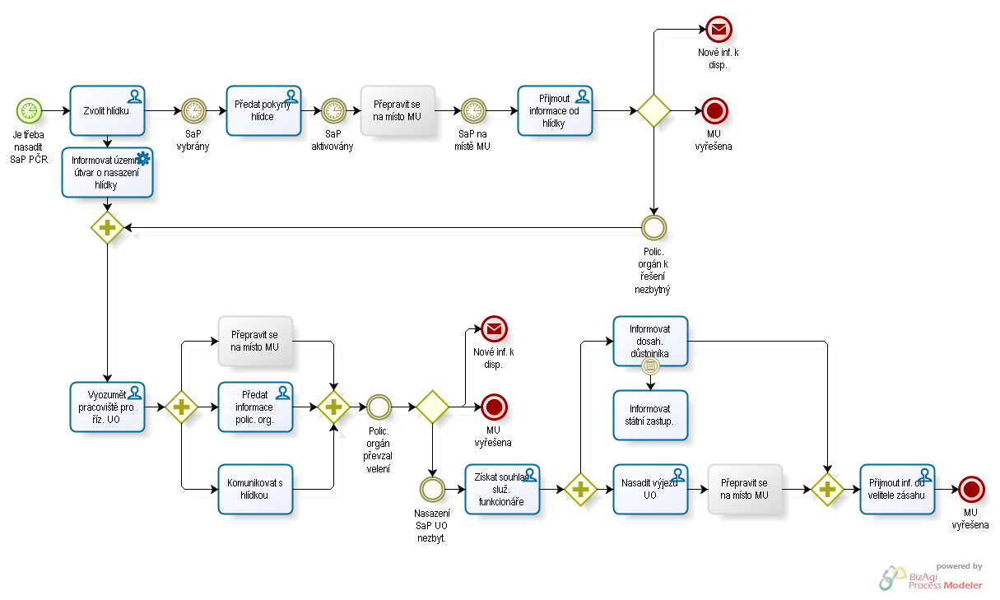 Nové inf. k
disp.
Zvolit hlídku
Předat pokyny
hlídce
Přepravit se
na místo MU
Přijmout
informace od
hlídky
Je třeba
nasadit
SaP PČR
SaP
vybrány
SaP
aktivovány
SaP na
místě MU
MU
vyřešena
Informovat územ.
útvar o nasazení
hlídky
Polic.
orgán k
řešení
nezbytný
Přepravit se
na místo MU
Nové inf. k
disp.
Informovat
dosah.
důstojníka
Vyozumět
pracoviště pro
říz. UO
Předat
informace
polic. org.
Polic.
orgán
převzal
velení
MU
vyřešena
Informovat
státní zastup.
Komunikovat s
hlídkou
Nasazení
SaP UO
nezbyt.
Získat souhlas
služ.
funkcionáře
Nasadit výjezd
UO
Přepravit se
na místo MU
Přijmout inf. od
velitele zásahu
MU
vyřešena
powered by
BizAgi
Process Modeler